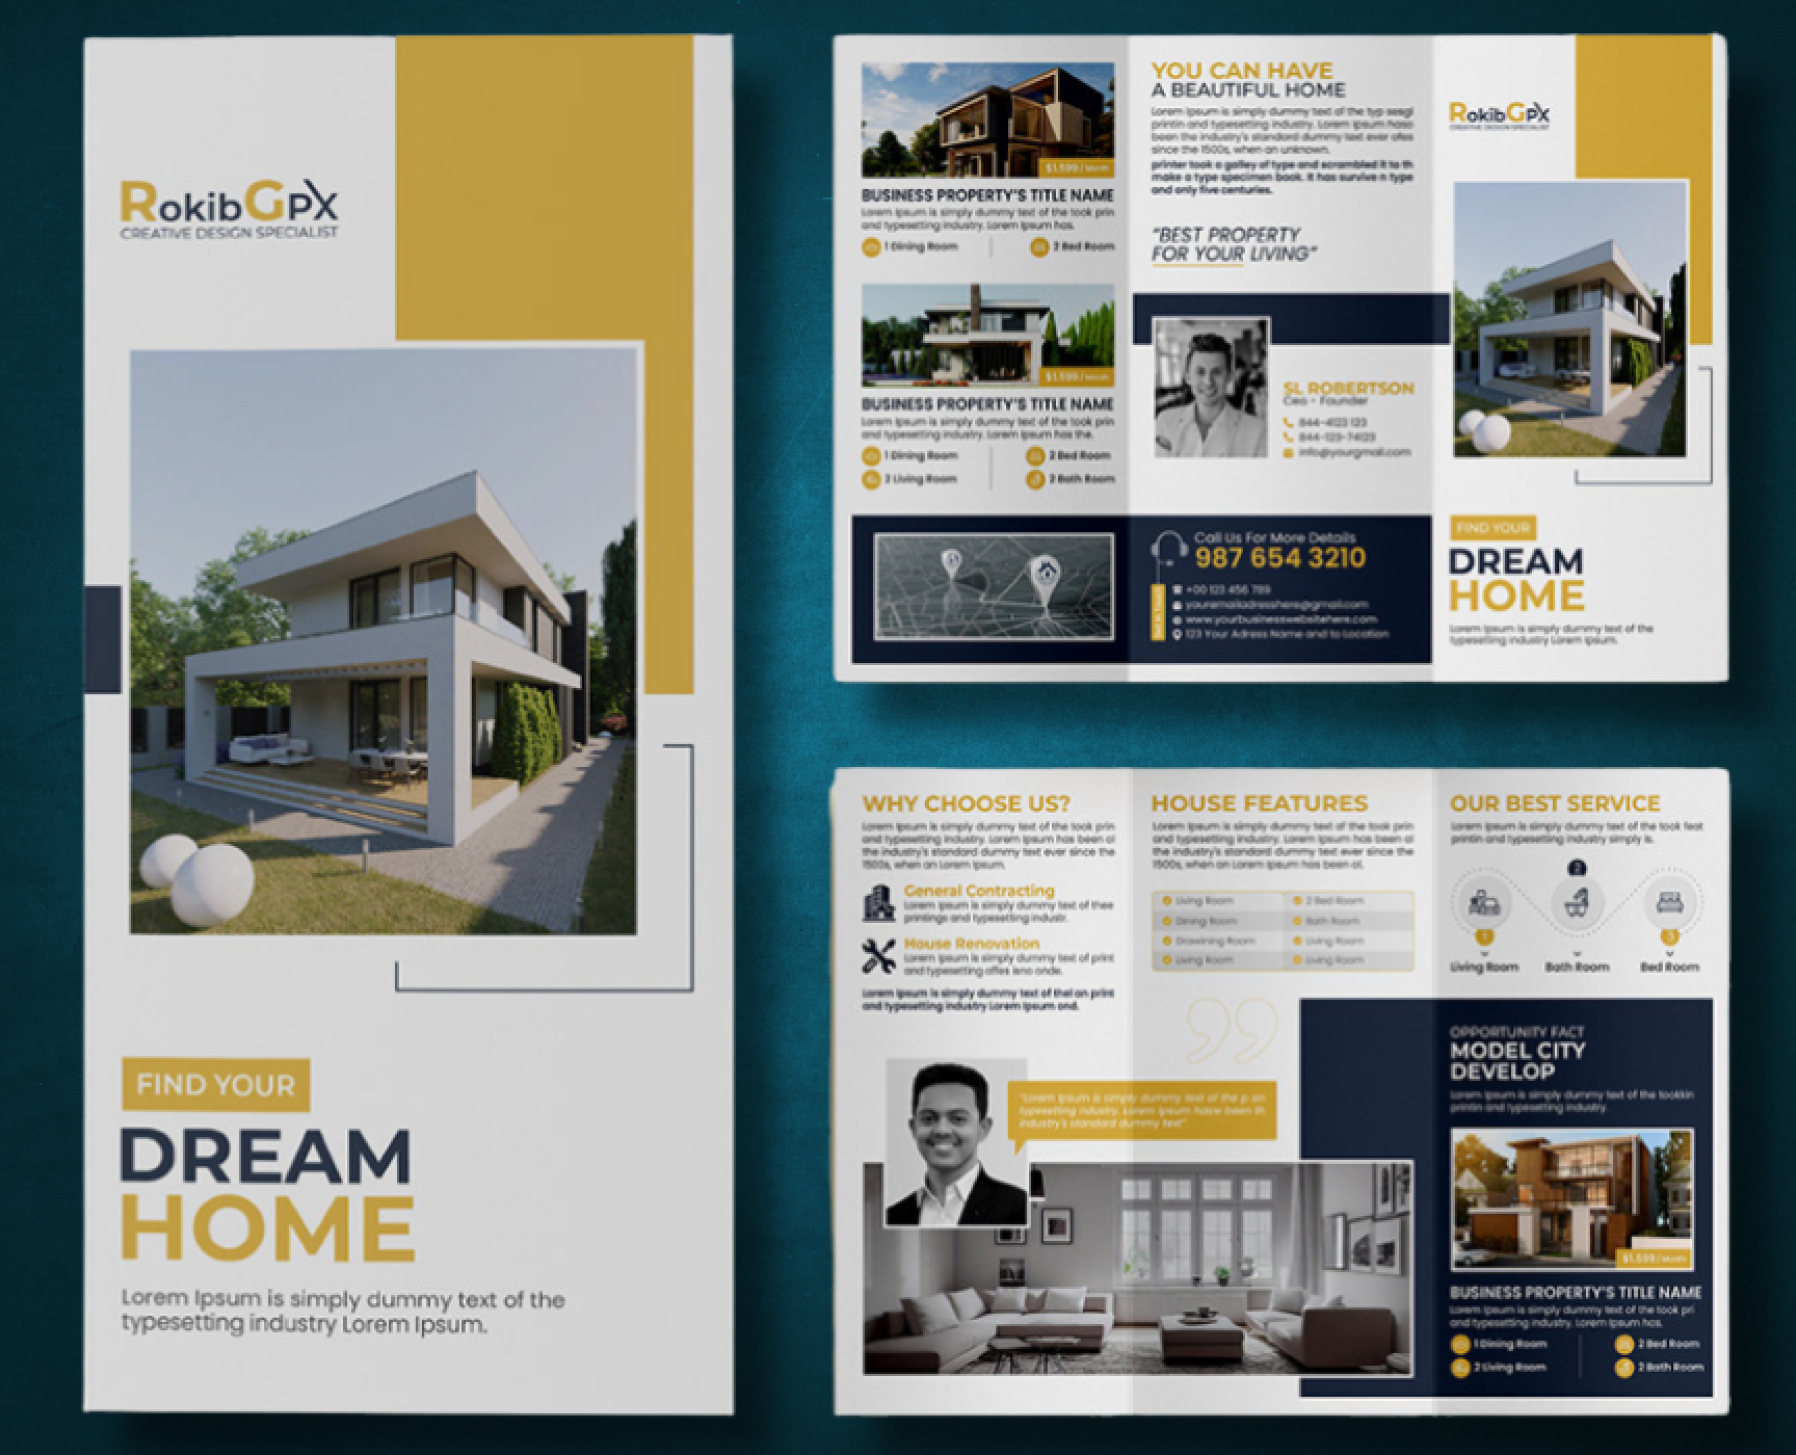 RokibGPX
CREATIVE DESIGN SPECIALIST
FIND YOUR
DREAM
HOME
Lorem Ipsum is simply dummy text of the
typesetting industry Lorem Ipsum.
$1,599 / Month
BUSINESS PROPERTY'S TITLE NAME
Lorem Ipsum is simply dummy text of the took prin
and typesetting industry. Lorem Ipsum has.
1 Dining Room
2 Bed Room
$1,599 / Month
BUSINESS PROPERTY'S TITLE NAME
Lorem Ipsum is simply dummy text of the took prin
and typesetting industry. Lorem Ipsum has the.
1 Dining Room
2 Bed Room
2 Living Room
2 Bath Room
YOU CAN HAVE
A BEAUTIFUL HOME
Lorem Ipsum is simply dummy text of the typ sesgl
printin and typesetting industry. Lorem Ipsum haso
been the industry's standard dummy text ever ofes
since the 1500s, when an unknown.
printer took a galley of type and scrambled it to th
make a type specimen book. It has survive n type
and only five centuries.
"BEST PROPERTY
FOR YOUR LIVING"
SL ROBERTSON
Ceo - Founder
844-4123 123
844-123-74123
info@yourgmail.com
Call Us For More Details
987 654 3210
+00 123 456 789
youremailadresshere@gmail.com
www.yourbusinesswebsitehere.com
123 Your Adress Name and to Location
RokibGPX
CREATIVE DESIGN SPECIALIST
FIND YOUR
DREAM
HOME
Lorem Ipsum is simply dummy text of the
typesetting industry Lorem Ipsum.
WHY CHOOSE US?
Lorem Ipsum is simply dummy text of the took prin
and typesetting industry. Lorem Ipsum has been al
the industry's standard dummy text ever since the
1500s, when an Lorem Ipsum.
General Contracting
Lorem Ipsum is simply dummy text of thee
printings and typesetting industr.
House Renovation
Lorem Ipsum is simply dummy text of print
and typesetting offes isno onde.
Lorem Ipsum is simply dummy text of thel an print
and typesetting industry Lorem Ipsum and.
"Lorem Ipsum is simply dummy text of the p an
typesetting ndustry. Lorem Ipsum have been th
industry's standard dummy text"
HOUSE FEATURES
Lorem Ipsum is simply dummy text of the took prin
and typesetting industry. Lorem Ipsum has been al
the industry's standard dummy text ever since the
1500s, when an Lorem Ipsum has been al.
Living Room
2 Bed Room
Dining Room
Bath Room
Drawining Room
Living Room
Living Room
Living Room
OUR BEST SERVICE
Lorem Ipsum is simply dummy text of the took feat
printin and typesetting industry simply is.
2
1
3
Living Room
Bath Room
Bed Room
OPPORTUNITY FACT
MODEL CITY
DEVELOP
Lorem Ipsum is simply dummy text of the tookkin
printin and typesetting industry.
$1,599 / Month
BUSINESS PROPERTY'S TITLE NAME
Lorem Ipsum is simply dummy text of the took pri
and typesetting industry. Lorem Ipsum has.
1 Dining Room
2 Bed Room
2 Living Room
2 Bath Room